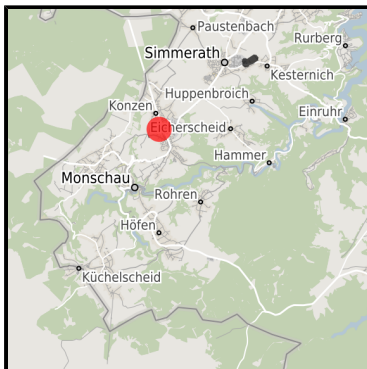 Paustenbach
Rurberg
Simmerath
Kesternich
Huppenbroich
Konzen
Einruhr
Eicherscheid
Hammer
Monschau
Rohren
Höfen
Küchelscheid